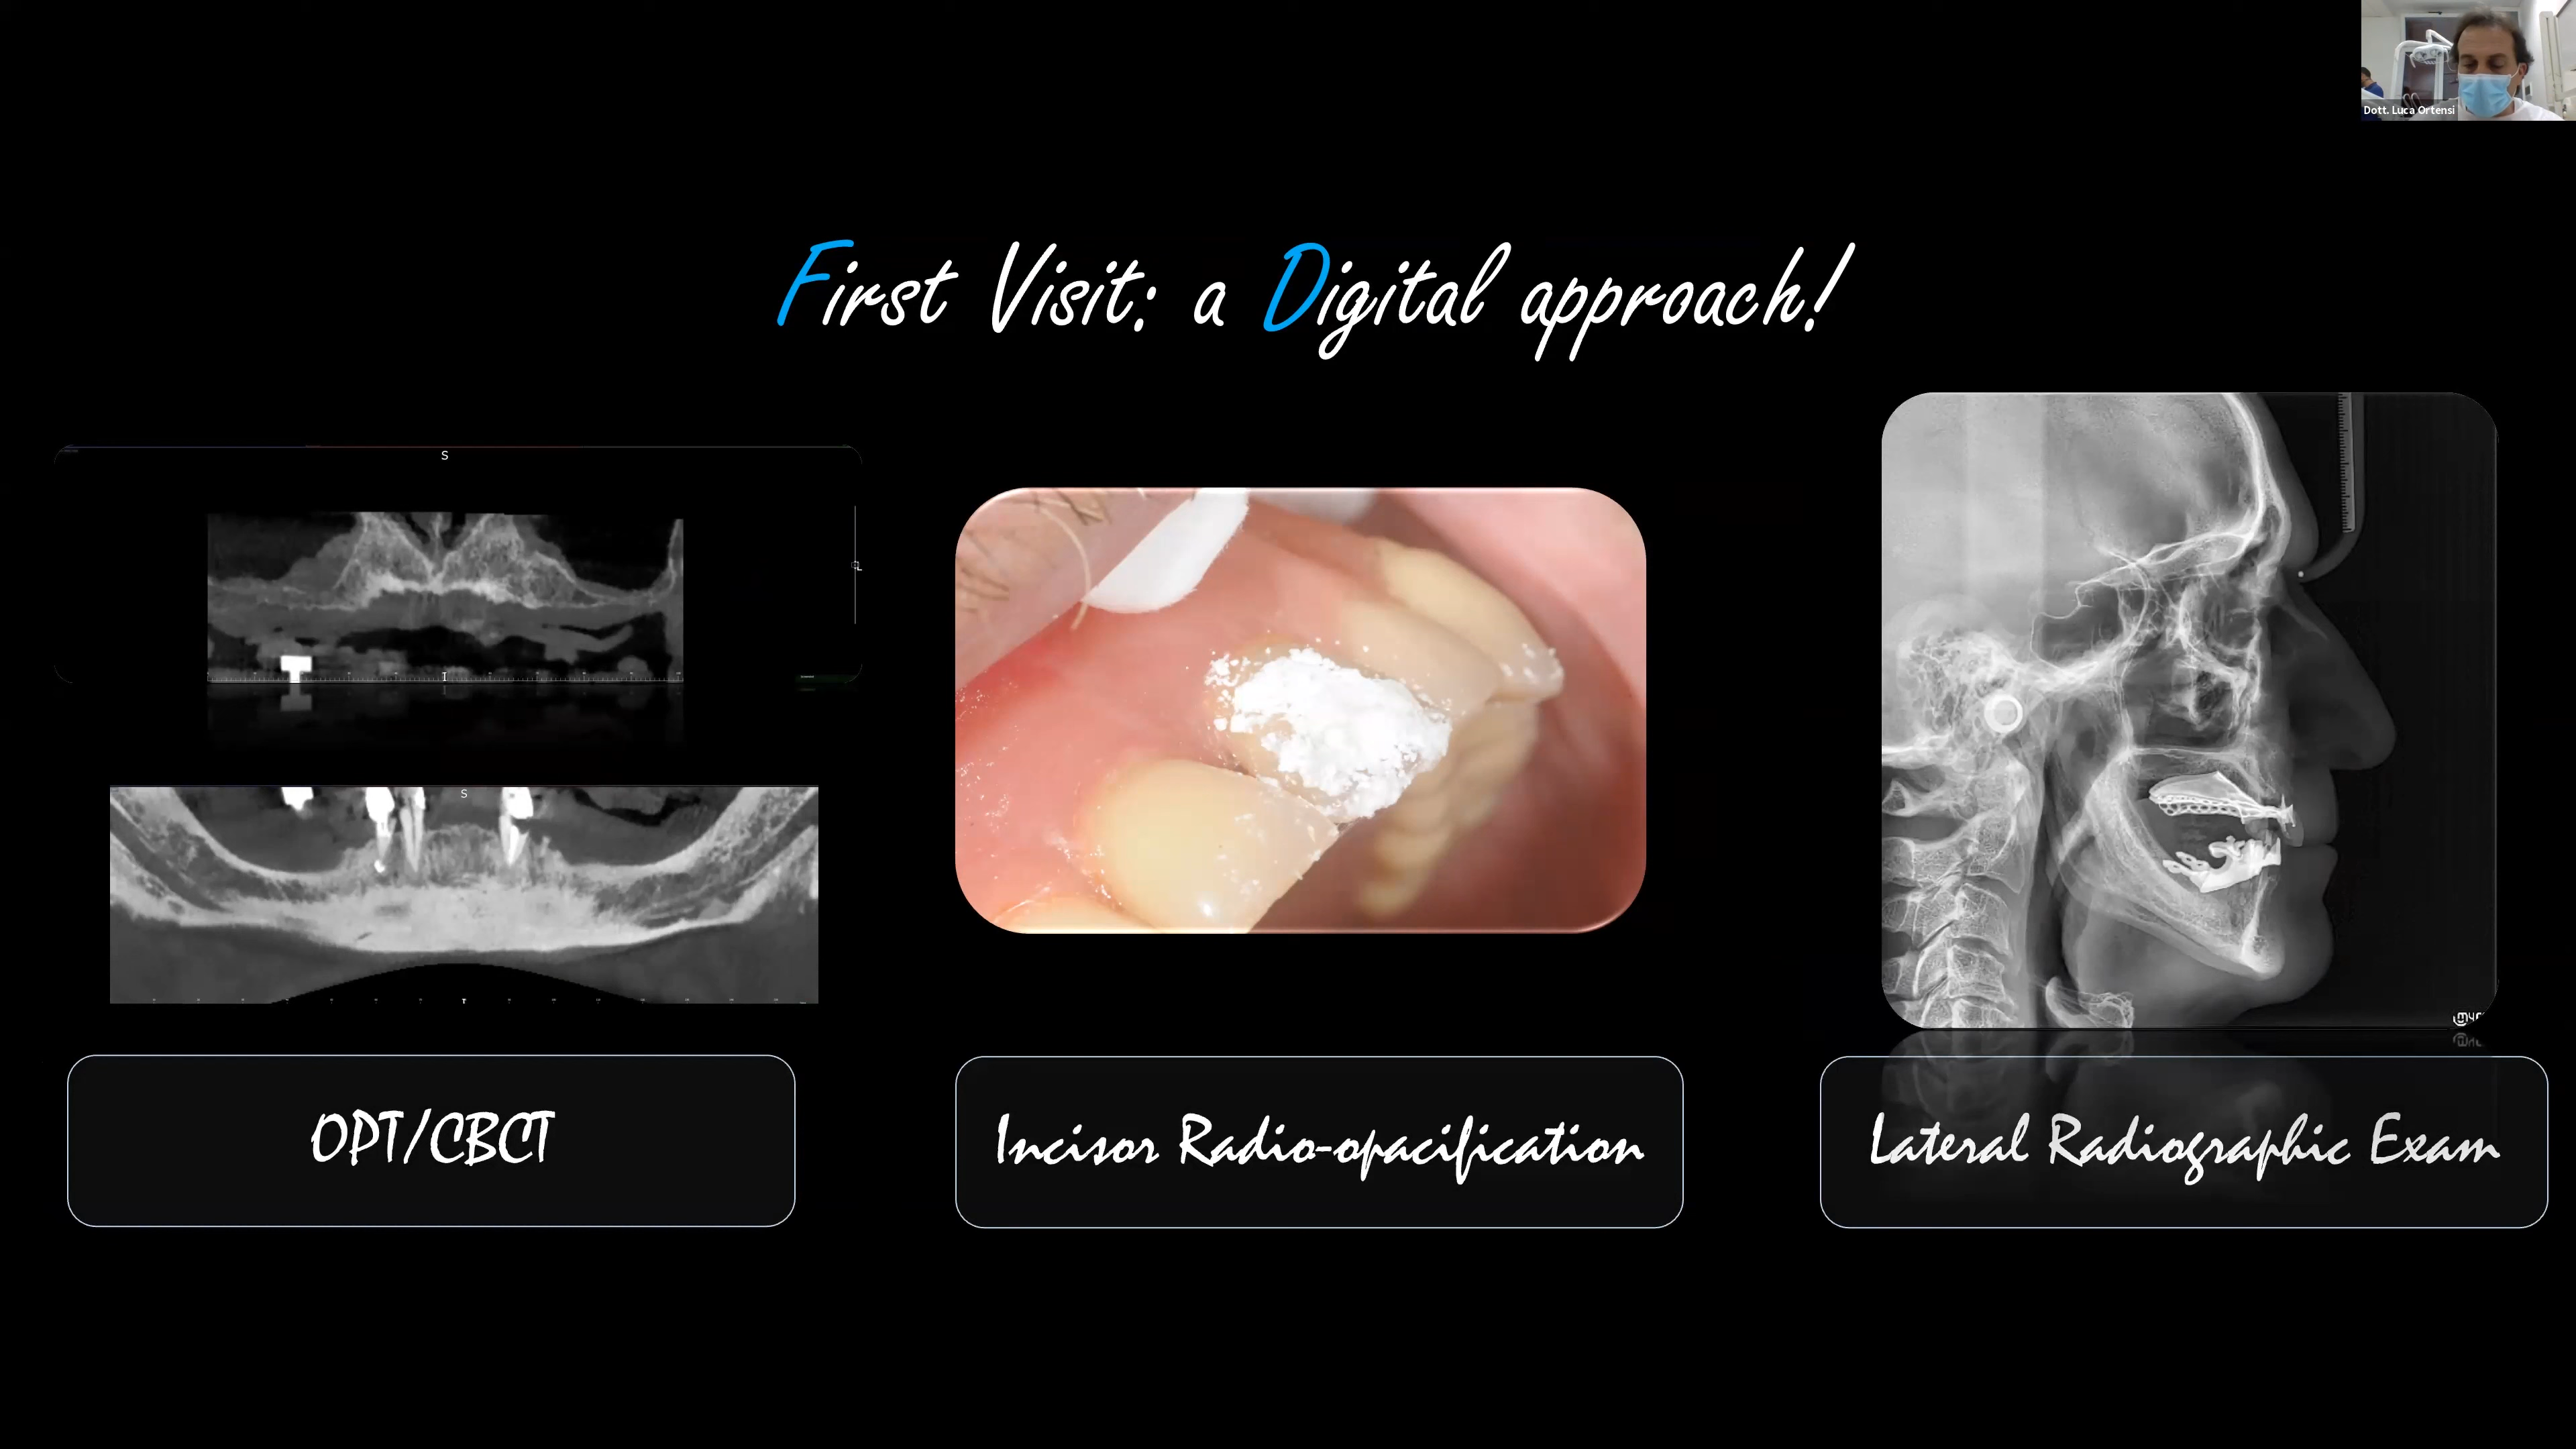 Dott. Luca Ortensi
First Visit: a Digital approach!
S
S
OPT/CBCT
Incisor Radio-opacification
Lateral Radiographic Exam